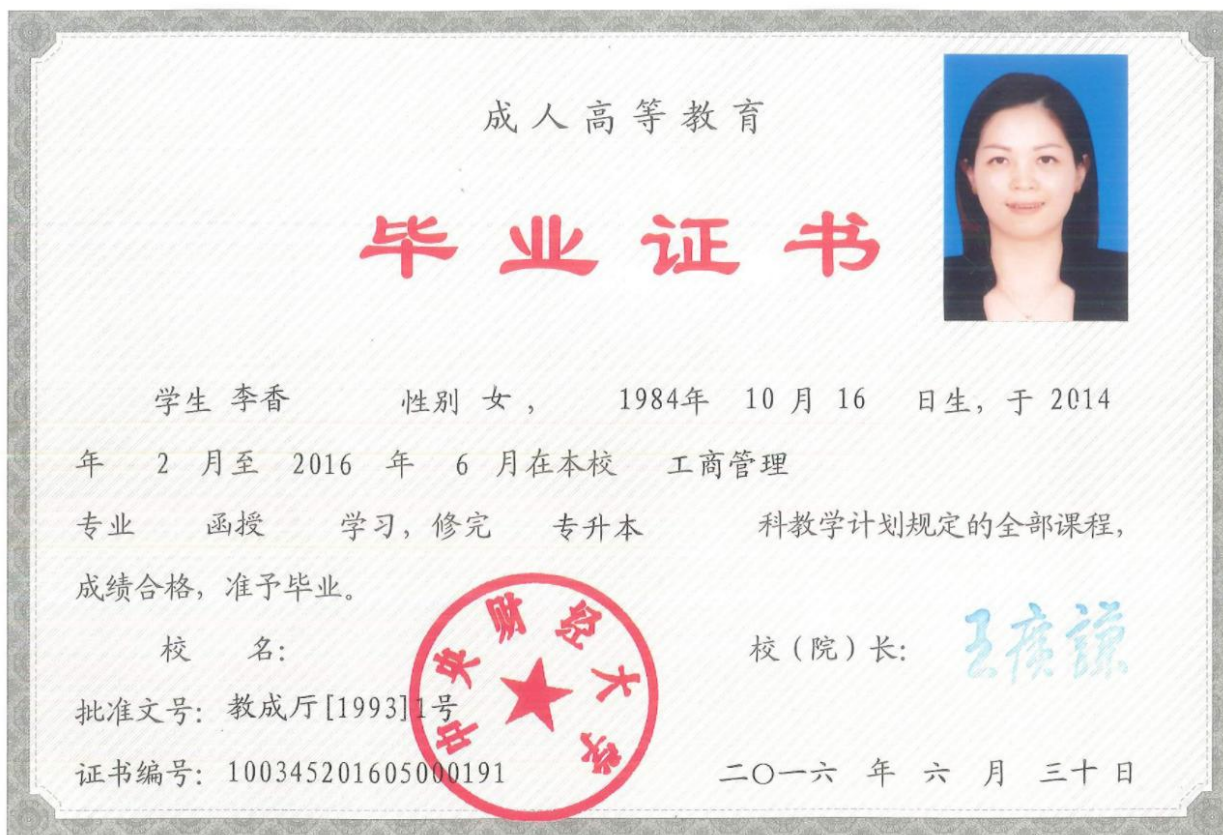 成人高等教育
毕业证书
学生 李香 性别 女 , 1984年 10 月 16 日生, 于 2014
年 2 月至 2016 年 6 月在本校 工商管理
专业 函授 学习, 修完 专升本 科教学计划规定的全部课程,
成绩合格, 准予毕业。
校 名: 中央财经大学 校(院)长: 王廣謙
批准文号: 教成厅[1993]1号
证书编号: 100345201605000191 二〇一六 年 六 月 三十 日